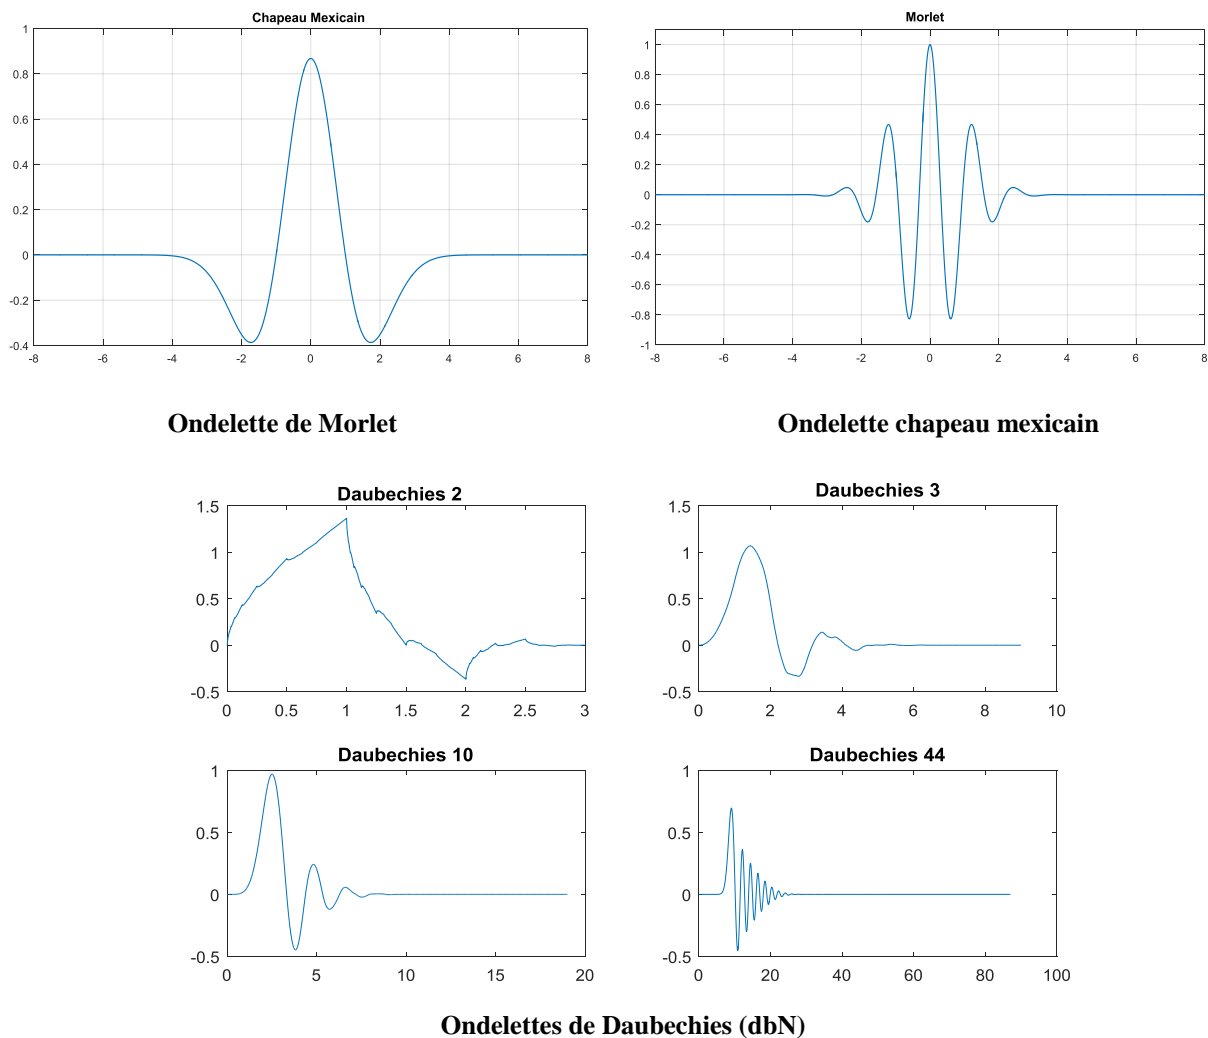 Chapeau Mexicain
Morlet
1
0.8
0.6
0.4
0.2
0
-0.2
-0.4
-8 -6 -4 -2 0 2 4 6 8
1
0.8
0.6
0.4
0.2
0
-0.2
-0.4
-0.6
-0.8
-1
-8 -6 -4 -2 0 2 4 6 8
Ondelette de Morlet
Ondelette chapeau mexicain
Daubechies 2
1.5
1
0.5
0
-0.5
0 0.5 1 1.5 2 2.5 3
Daubechies 3
1.5
1
0.5
0
-0.5
0 2 4 6 8 10
Daubechies 10
1
0.5
0
-0.5
0 5 10 15 20
Daubechies 44
1
0.5
0
-0.5
0 20 40 60 80 100
Ondelettes de Daubechies (dbN)